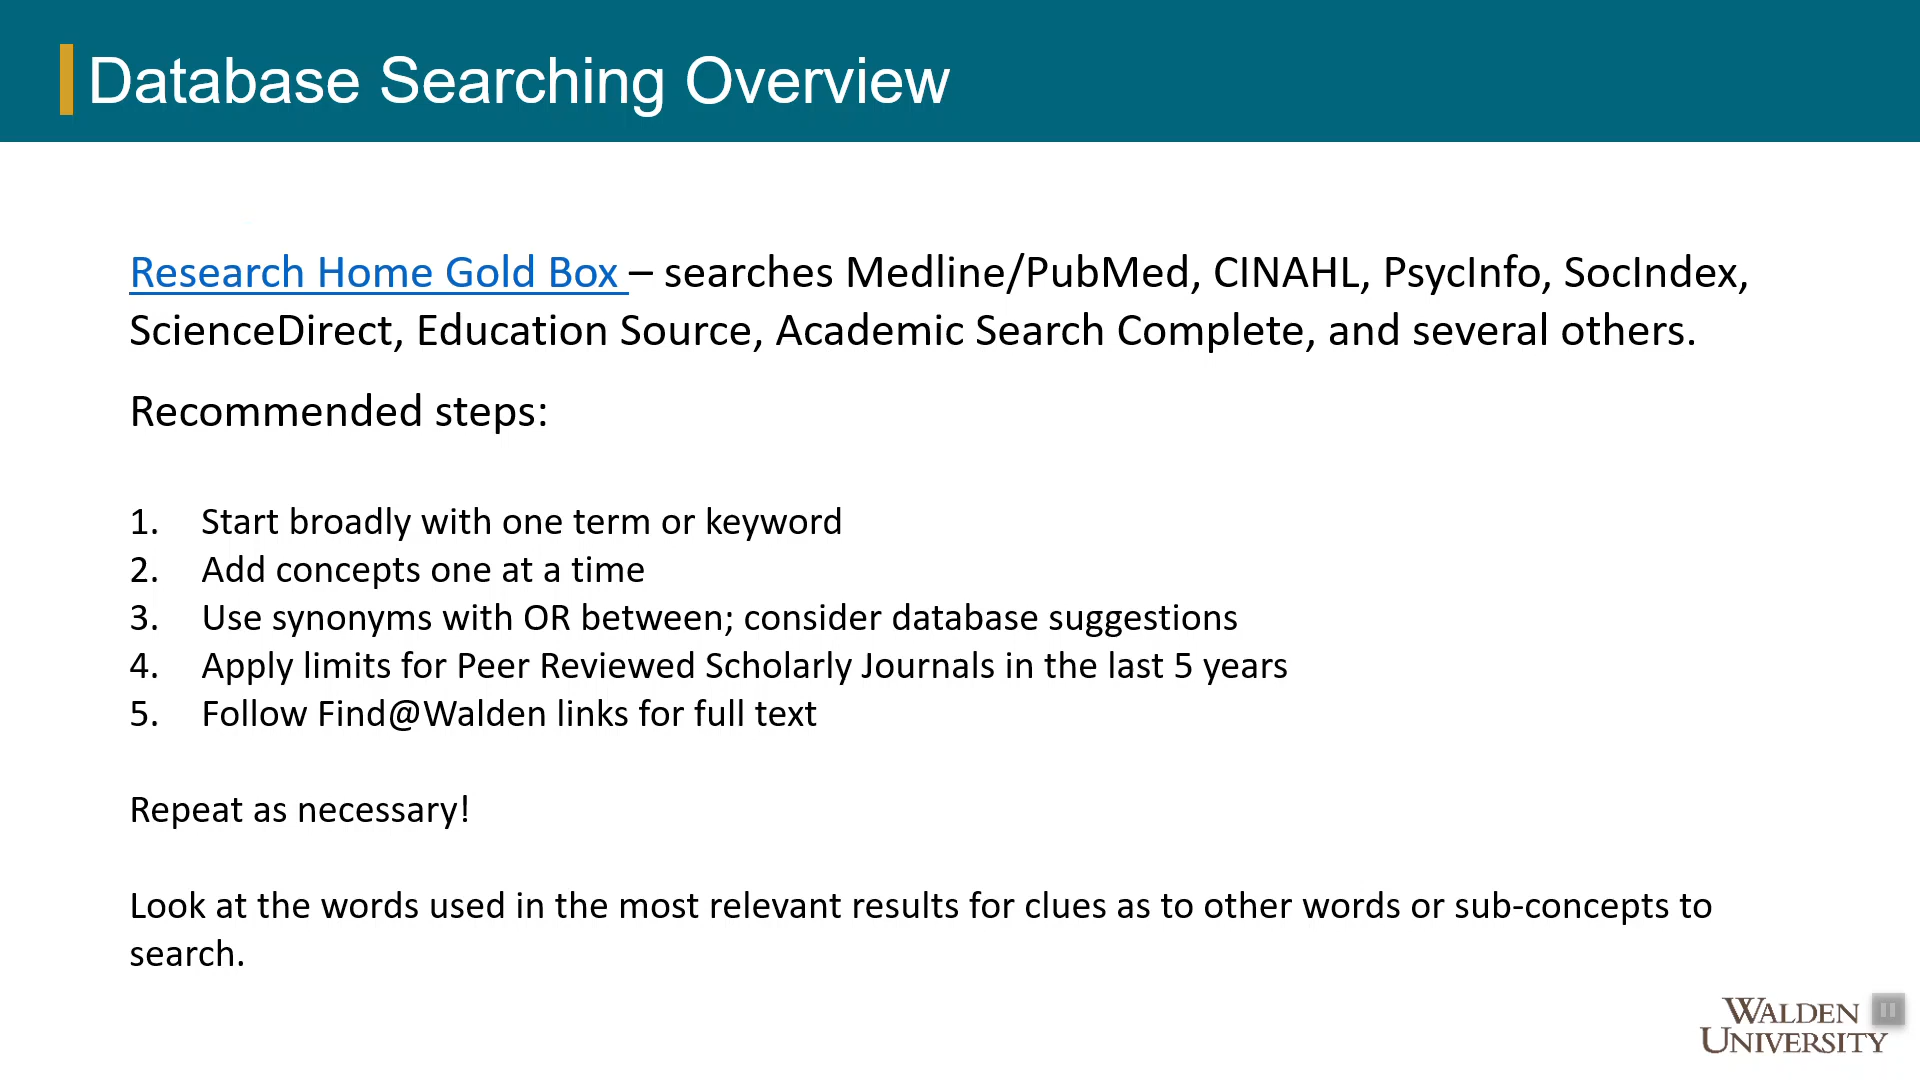 Database Searching Overview
Research Home Gold Box – searches Medline/PubMed, CINAHL, PsycInfo, SocIndex,
ScienceDirect, Education Source, Academic Search Complete, and several others.
Recommended steps:
1. Start broadly with one term or keyword
2. Add concepts one at a time
3. Use synonyms with OR between; consider database suggestions
4. Apply limits for Peer Reviewed Scholarly Journals in the last 5 years
5. Follow Find@Walden links for full text
Repeat as necessary!
Look at the words used in the most relevant results for clues as to other words or sub-concepts to
search.
WALDEN
UNIVERSITY